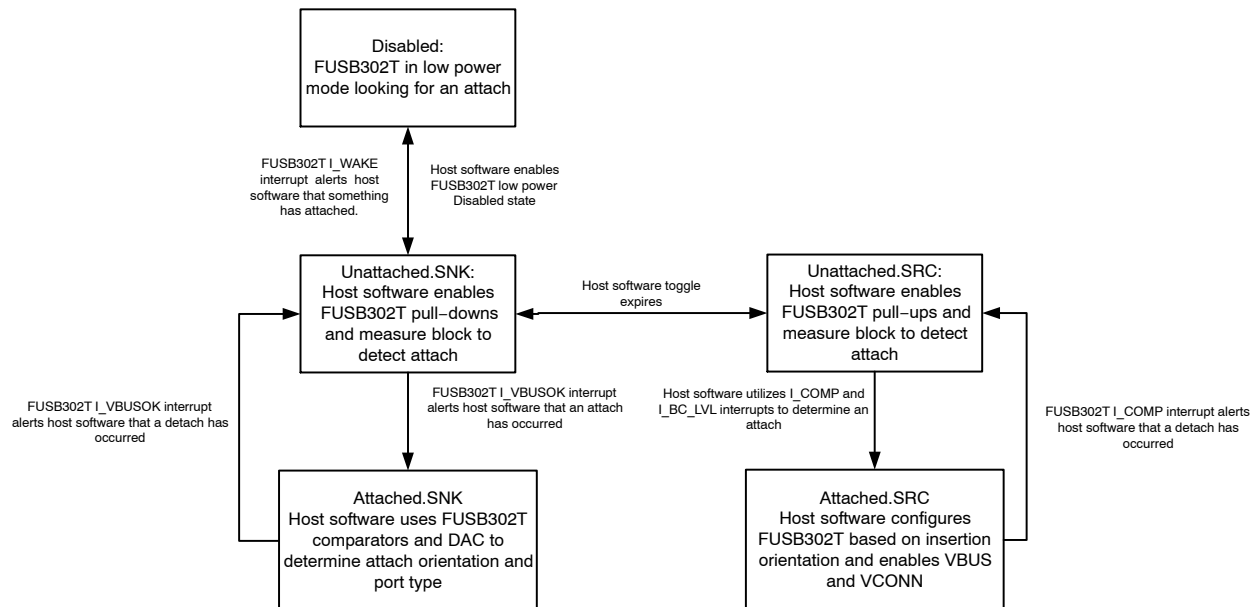 Disabled:
FUSB302T in low power
mode looking for an attach
FUSB302T I_WAKE
interrupt alerts host
software that something
has attached.
Host software enables
FUSB302T low power
Disabled state
Unattached.SNK:
Host software enables
FUSB302T pull−downs
and measure block to
detect attach
Host software toggle
expires
Unattached.SRC:
Host software enables
FUSB302T pull−ups and
measure block to detect
attach
FUSB302T I_VBUSOK interrupt
alerts host software that a detach has
occurred
FUSB302T I_VBUSOK interrupt
alerts host software that an attach
has occurred
Host software utilizes I_COMP and
I_BC_LVL interrupts to determine an
attach
FUSB302T I_COMP interrupt alerts
host software that a detach has
occurred
Attached.SNK
Host software uses FUSB302T
comparators and DAC to
determine attach orientation and
port type
Attached.SRC
Host software configures
FUSB302T based on insertion
orientation and enables VBUS
and VCONN